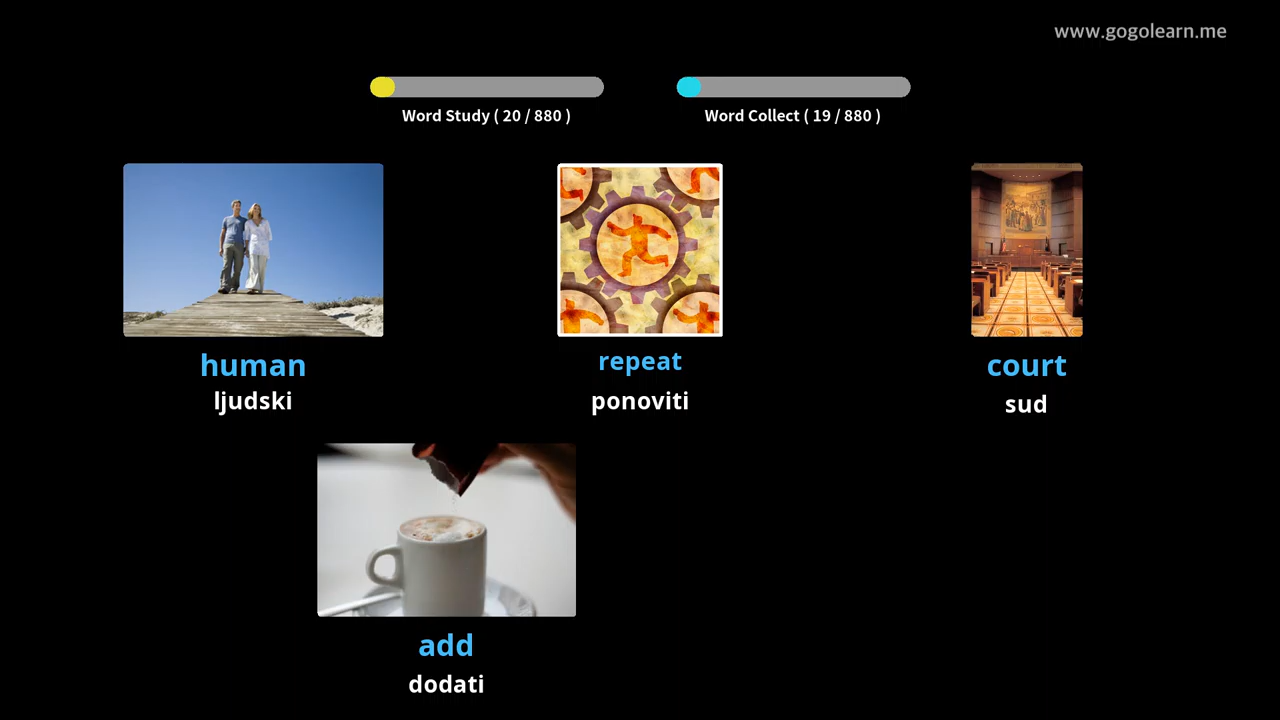 www.gogolearn.me
Word Study ( 20 / 880 )
Word Collect ( 19 / 880 )
human
ljudski
repeat
ponoviti
court
sud
add
dodati